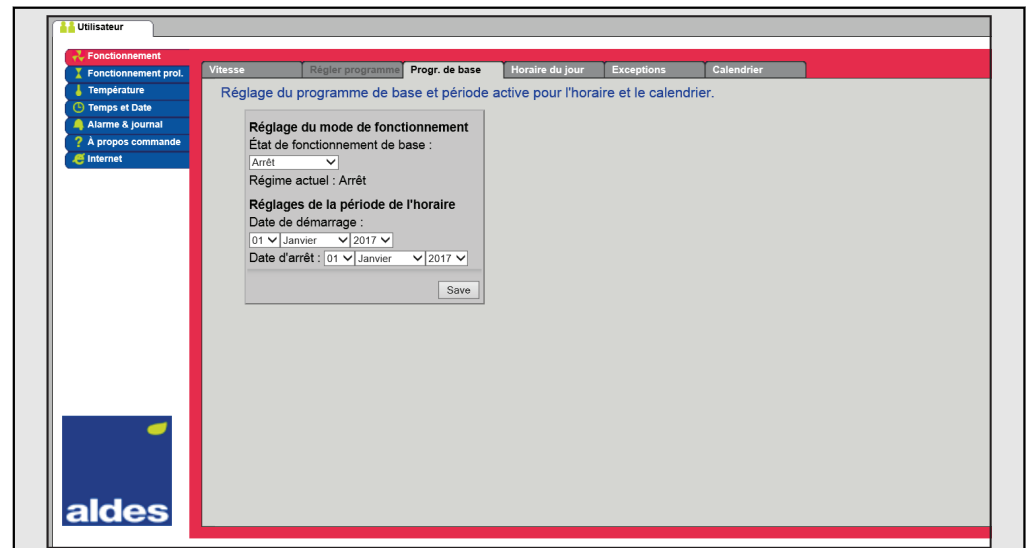 Utilisateur
Fonctionnement
Fonctionnement prol.
Température
Temps et Date
Alarme & journal
? À propos commande
Internet
Vitesse Régler programme Progr. de base Horaire du jour Exceptions Calendrier
Réglage du programme de base et période active pour l'horaire et le calendrier.
Réglage du mode de fonctionnement
État de fonctionnement de base :
Arrêt
Régime actuel : Arrêt
Réglages de la période de l'horaire
Date de démarrage :
01 Janvier 2017
Date d'arrêt : 01 Janvier 2017
Save
aldes